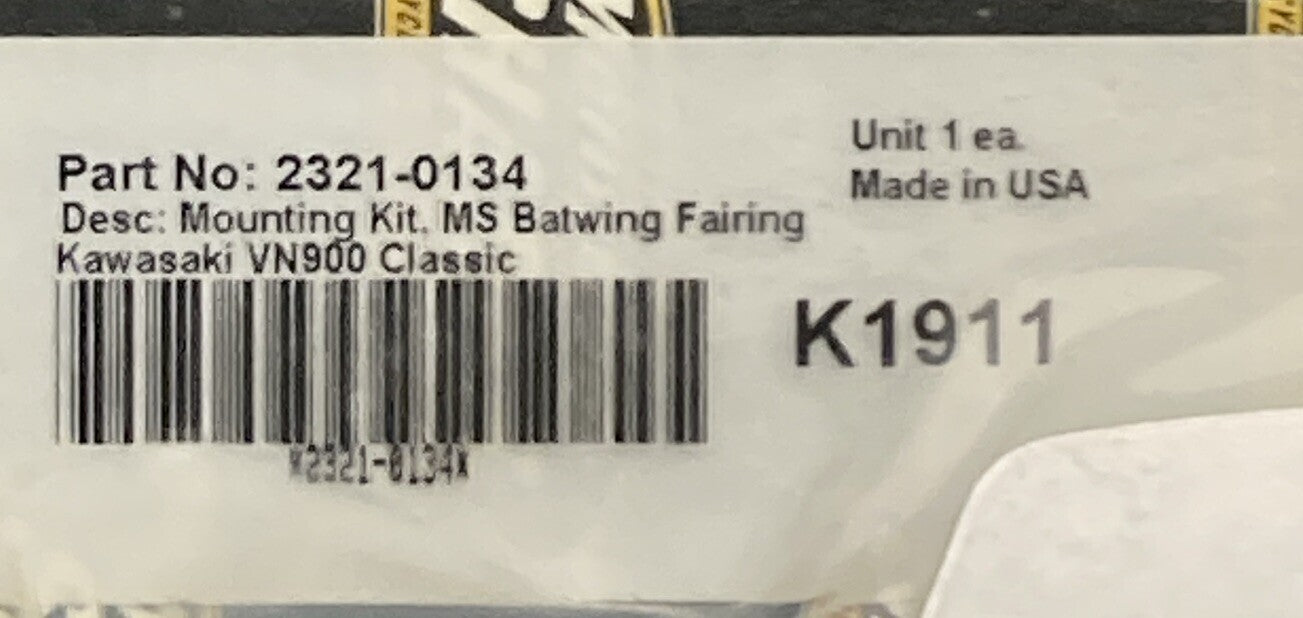 Part No: 2321-0134
Desc: Mounting Kit. MS Batwing Fairing
Kawasaki VN900 Classic
*2321-0134*
Unit 1 ea.
Made in USA
K1911